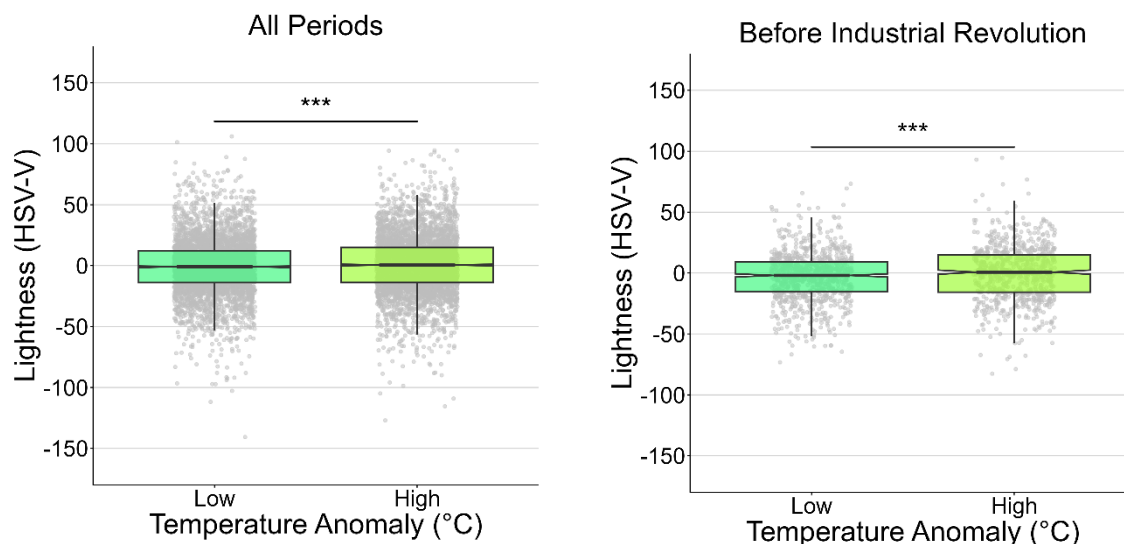 All Periods
Lightness (HSV-V)
150
100
50
0
-50
-100
-150
***
Low
High
Temperature Anomaly (°C)
Before Industrial Revolution
Lightness (HSV-V)
150
100
50
0
-50
-100
-150
***
Low
High
Temperature Anomaly (°C)